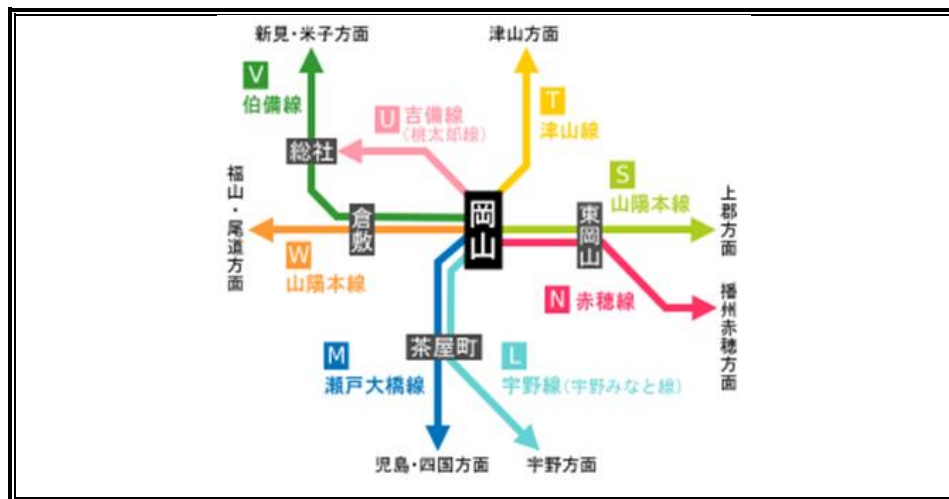 新見・米子方面
津山方面
V
伯備線
U
吉備線
(桃太郎線)
T
津山線
総社
福山・尾道方面
倉敷
岡山
東岡山
S
山陽本線
上郡方面
W
山陽本線
N
赤穂線
播州赤穂方面
茶屋町
M
瀬戸大橋線
L
宇野線(宇野みなと線)
児島・四国方面
宇野方面